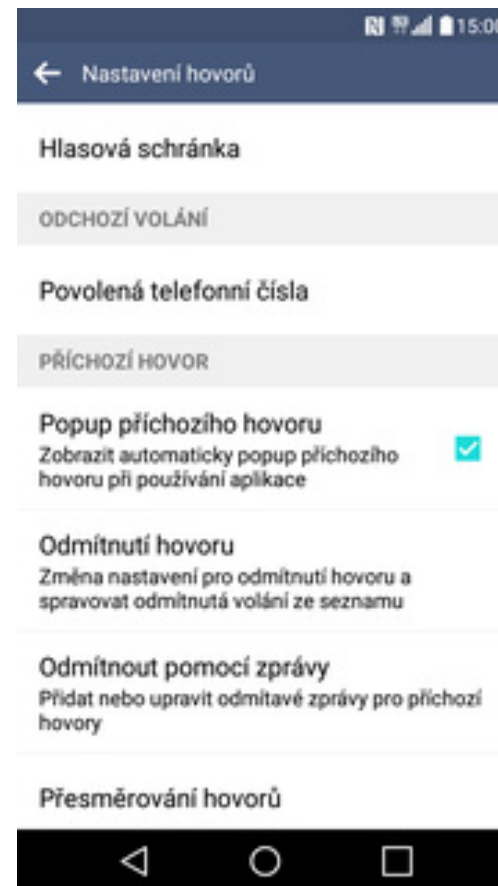 15:00
Nastavení hovorů
Hlasová schránka
ODCHOZÍ VOLÁNÍ
Povolená telefonní čísla
PŘÍCHOZÍ HOVOR
Popup příchozího hovoru
Zobrazit automaticky popup příchozího
hovoru při používání aplikace
Odmítnutí hovoru
Změna nastavení pro odmítnutí hovoru a
spravovat odmítnutá volání ze seznamu
Odmítnout pomocí zprávy
Přidat nebo upravit odmítavé zprávy pro příchozí
hovory
Přesměrování hovorů